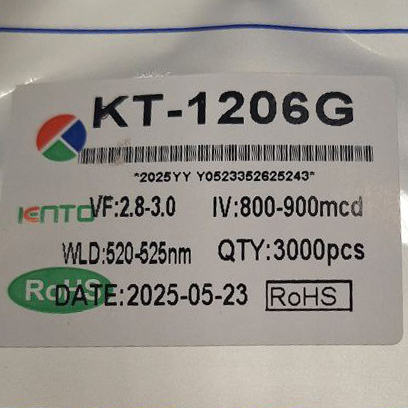 KT-1206G
*2025YY Y0523352625243*
KENTO VF:2.8-3.0 IV:800-900mcd
WLD:520-525nm QTY:3000pcs
RoHS DATE:2025-05-23 RoHS